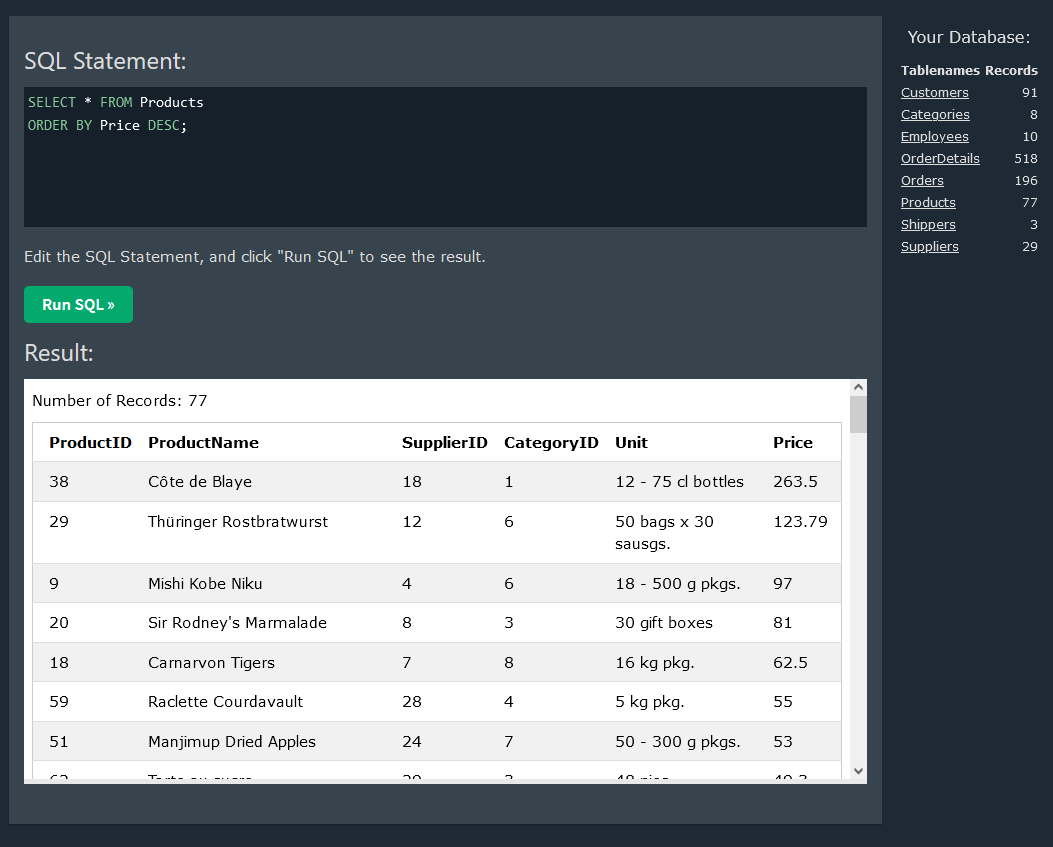 SQL Statement:
SELECT * FROM Products
ORDER BY Price DESC;
Edit the SQL Statement, and click "Run SQL" to see the result.
Run SQL »
Result:
Number of Records: 77
ProductID ProductName SupplierID CategoryID Unit Price
38 Côte de Blaye 18 1 12 - 75 cl bottles 263.5
29 Thüringer Rostbratwurst 12 6 50 bags x 30 123.79
sausgs.
9 Mishi Kobe Niku 4 6 18 - 500 g pkgs. 97
20 Sir Rodney's Marmalade 8 3 30 gift boxes 81
18 Carnarvon Tigers 7 8 16 kg pkg. 62.5
59 Raclette Courdavault 28 4 5 kg pkg. 55
51 Manjimup Dried Apples 24 7 50 - 300 g pkgs. 53
Your Database:
Tablenames Records
Customers 91
Categories 8
Employees 10
OrderDetails 518
Orders 196
Products 77
Shippers 3
Suppliers 29